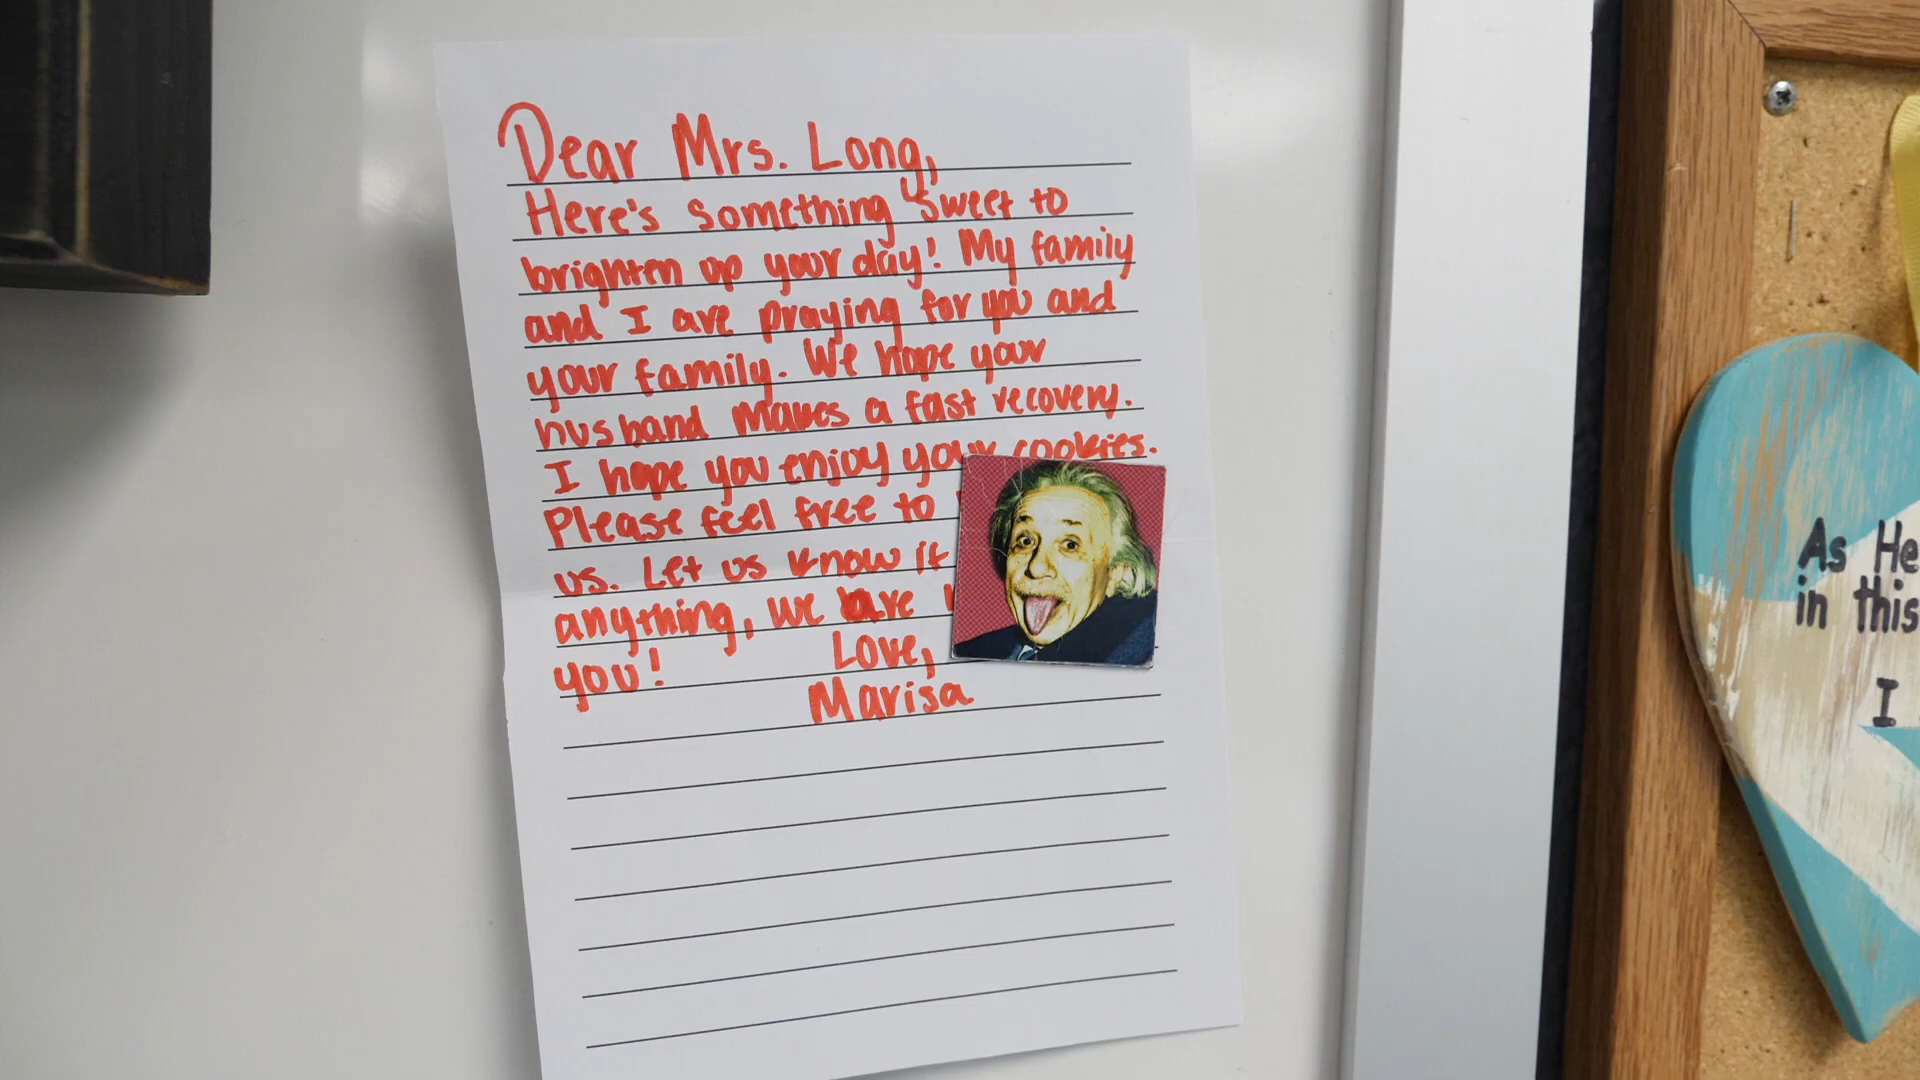 Dear Mrs. Long,
Here's something sweet to
brighten up your day! My family
and I are praying for you and
your family. We hope your
husband makes a fast recovery.
I hope you enjoy your cookies.
Please feel free to
us. Let us know if
anything, we are
you!
Love,
Marisa
As He
in this
I